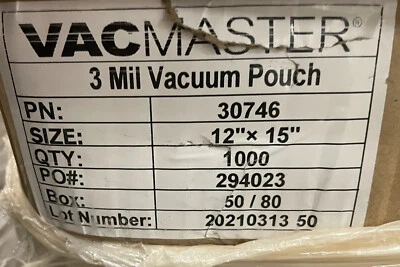 VACMASTER®
3 Mil Vacuum Pouch
PN: 30746
SIZE: 12"× 15"
QTY: 1000
PO#: 294023
Box: 50 / 80
Lot Number: 20210313 50